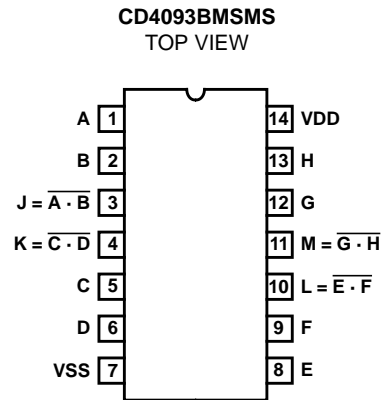 CD4093BMSMS
TOP VIEW
A 1
B 2
J = A · B 3
K = C · D 4
C 5
D 6
VSS 7
14 VDD
13 H
12 G
11 M = G · H
10 L = E · F
9 F
8 E